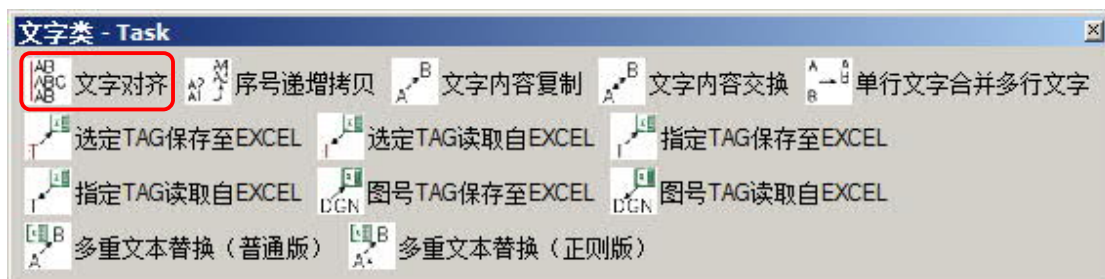 文字类 - Task
文字对齐 序号递增拷贝 文字内容复制 文字内容交换 单行文字合并多行文字
选定TAG保存至EXCEL 选定TAG读取自EXCEL 指定TAG保存至EXCEL
指定TAG读取自EXCEL 图号TAG保存至EXCEL 图号TAG读取自EXCEL
多重文本替换（普通版） 多重文本替换（正则版）